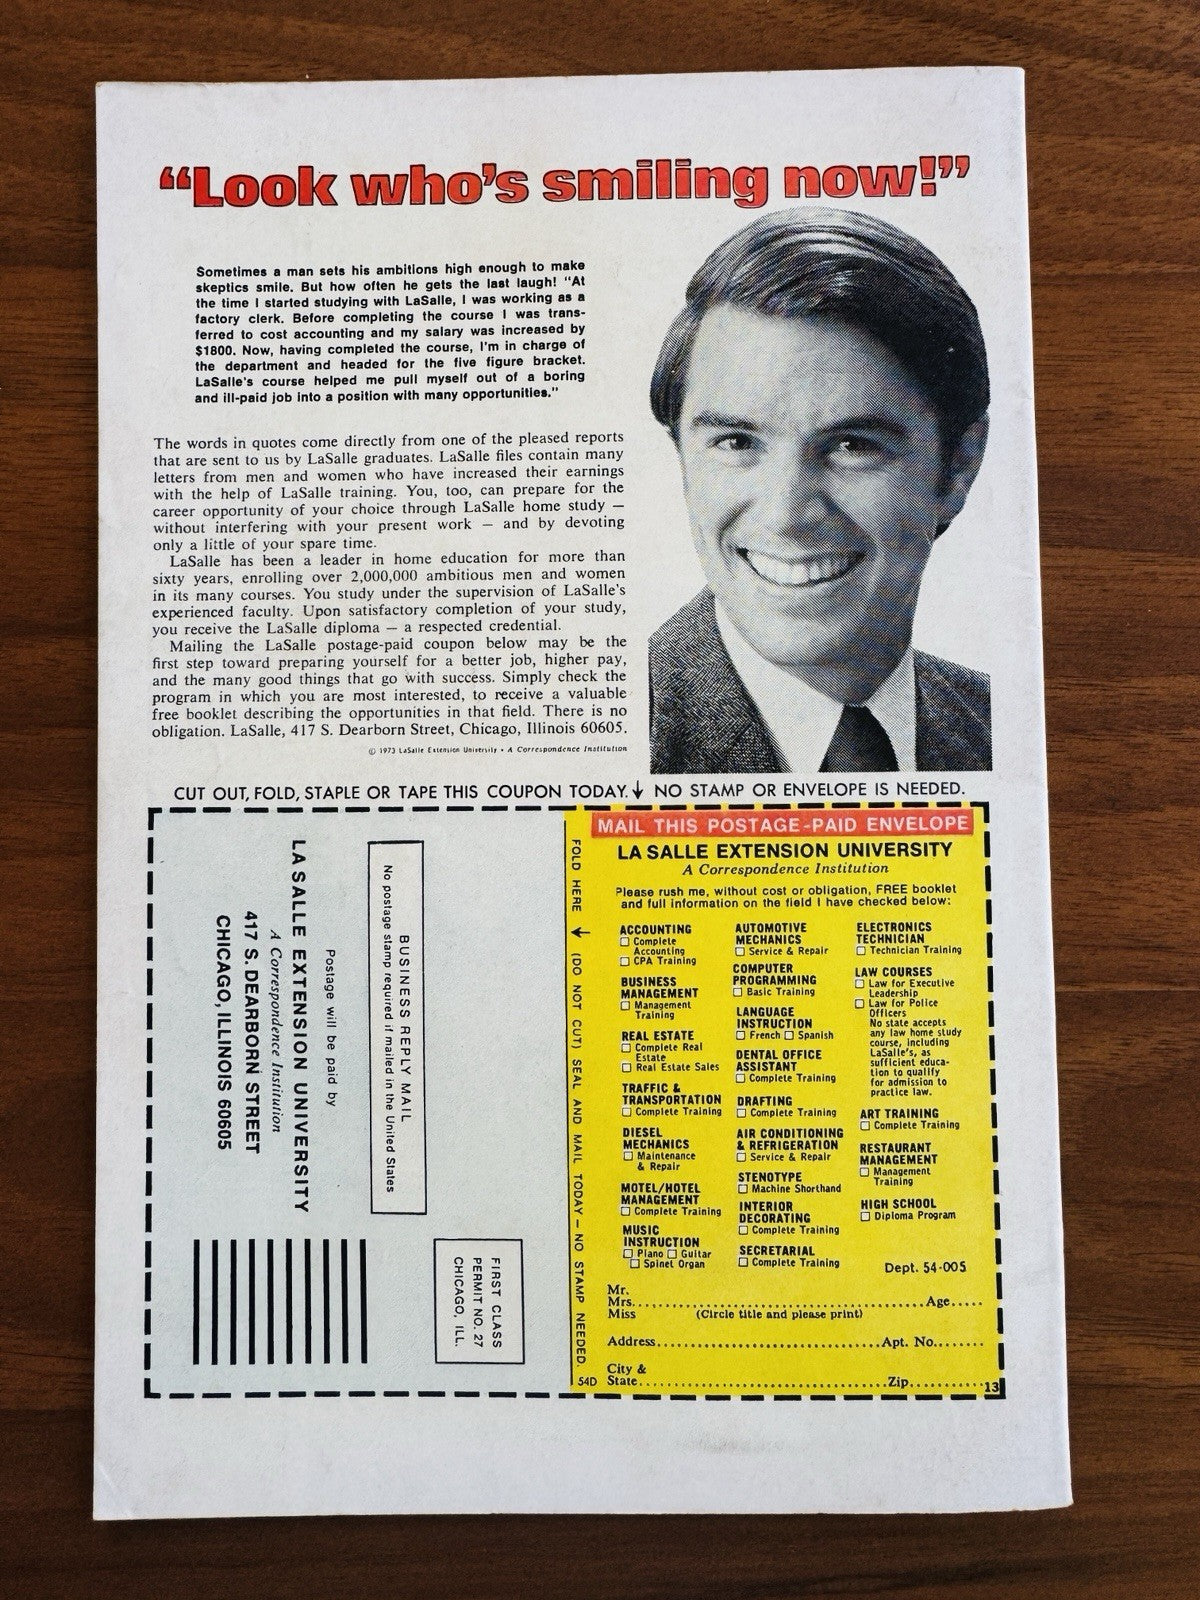 “Look who’s smiling now!”
Sometimes a man sets his ambitions high enough to make
skeptics smile. But how often he gets the last laugh! “At
the time I started studying with LaSalle, I was working as a
factory clerk. Before completing the course I was trans-
ferred to cost accounting and my salary was increased by
$1800. Now, having completed the course, I’m in charge of
the department and headed for the five figure bracket.
LaSalle’s course helped me pull myself out of a boring
and ill-paid job into a position with many opportunities.”
The words in quotes come directly from one of the pleased reports
that are sent to us by LaSalle graduates. LaSalle files contain many
letters from men and women who have increased their earnings
with the help of LaSalle training. You, too, can prepare for the
career opportunity of your choice through LaSalle home study —
without interfering with your present work — and by devoting
only a little of your spare time.
LaSalle has been a leader in home education for more than
sixty years, enrolling over 2,000,000 ambitious men and women
in its many courses. You study under the supervision of LaSalle’s
experienced faculty. Upon satisfactory completion of your study,
you receive the LaSalle diploma — a respected credential.
Mailing the LaSalle postage-paid coupon below may be the
first step toward preparing yourself for a better job, higher pay,
and the many good things that go with success. Simply check the
program in which you are most interested, to receive a valuable
free booklet describing the opportunities in that field. There is no
obligation. LaSalle, 417 S. Dearborn Street, Chicago, Illinois 60605.
© 1973 LaSalle Extension University • A Correspondence Institution
CUT OUT, FOLD, STAPLE OR TAPE THIS COUPON TODAY. ↓ NO STAMP OR ENVELOPE IS NEEDED.
FIRST CLASS
PERMIT NO. 27
CHICAGO, ILL.
BUSINESS REPLY MAIL
No postage stamp required if mailed in the United States
Postage will be paid by
LA SALLE EXTENSION UNIVERSITY
A Correspondence Institution
417 S. DEARBORN STREET
CHICAGO, ILLINOIS 60605
FOLD HERE ↓ (DO NOT CUT) SEAL AND MAIL TODAY — NO STAMP NEEDED.
MAIL THIS POSTAGE-PAID ENVELOPE
LA SALLE EXTENSION UNIVERSITY
A Correspondence Institution
Please rush me, without cost or obligation, FREE booklet
and full information on the field I have checked below:
ACCOUNTING
☐ Complete
Accounting
☐ CPA Training
BUSINESS
MANAGEMENT
☐ Management
Training
REAL ESTATE
☐ Complete Real
Estate
☐ Real Estate Sales
TRAFFIC &
TRANSPORTATION
☐ Complete Training
DIESEL
MECHANICS
☐ Maintenance
& Repair
MOTEL/HOTEL
MANAGEMENT
☐ Complete Training
MUSIC
INSTRUCTION
☐ Piano ☐ Guitar
☐ Spinet Organ
AUTOMOTIVE
MECHANICS
☐ Service & Repair
COMPUTER
PROGRAMMING
☐ Basic Training
LANGUAGE
INSTRUCTION
☐ French ☐ Spanish
DENTAL OFFICE
ASSISTANT
☐ Complete Training
DRAFTING
☐ Complete Training
AIR CONDITIONING
& REFRIGERATION
☐ Service & Repair
STENOTYPE
☐ Machine Shorthand
INTERIOR
DECORATING
☐ Complete Training
SECRETARIAL
☐ Complete Training
ELECTRONICS
TECHNICIAN
☐ Technician Training
LAW COURSES
☐ Law for Executive
Leadership
☐ Law for Police
Officers
No state accepts
any law home study
course, including
LaSalle’s, as
sufficient educa-
tion to qualify
for admission to
practice law.
ART TRAINING
☐ Complete Training
RESTAURANT
MANAGEMENT
☐ Management
Training
HIGH SCHOOL
☐ Diploma Program
Dept. 54-005
Mr.
Mrs. Age
Miss (Circle title and please print)
Address Apt. No.
City &
State Zip
54D
13